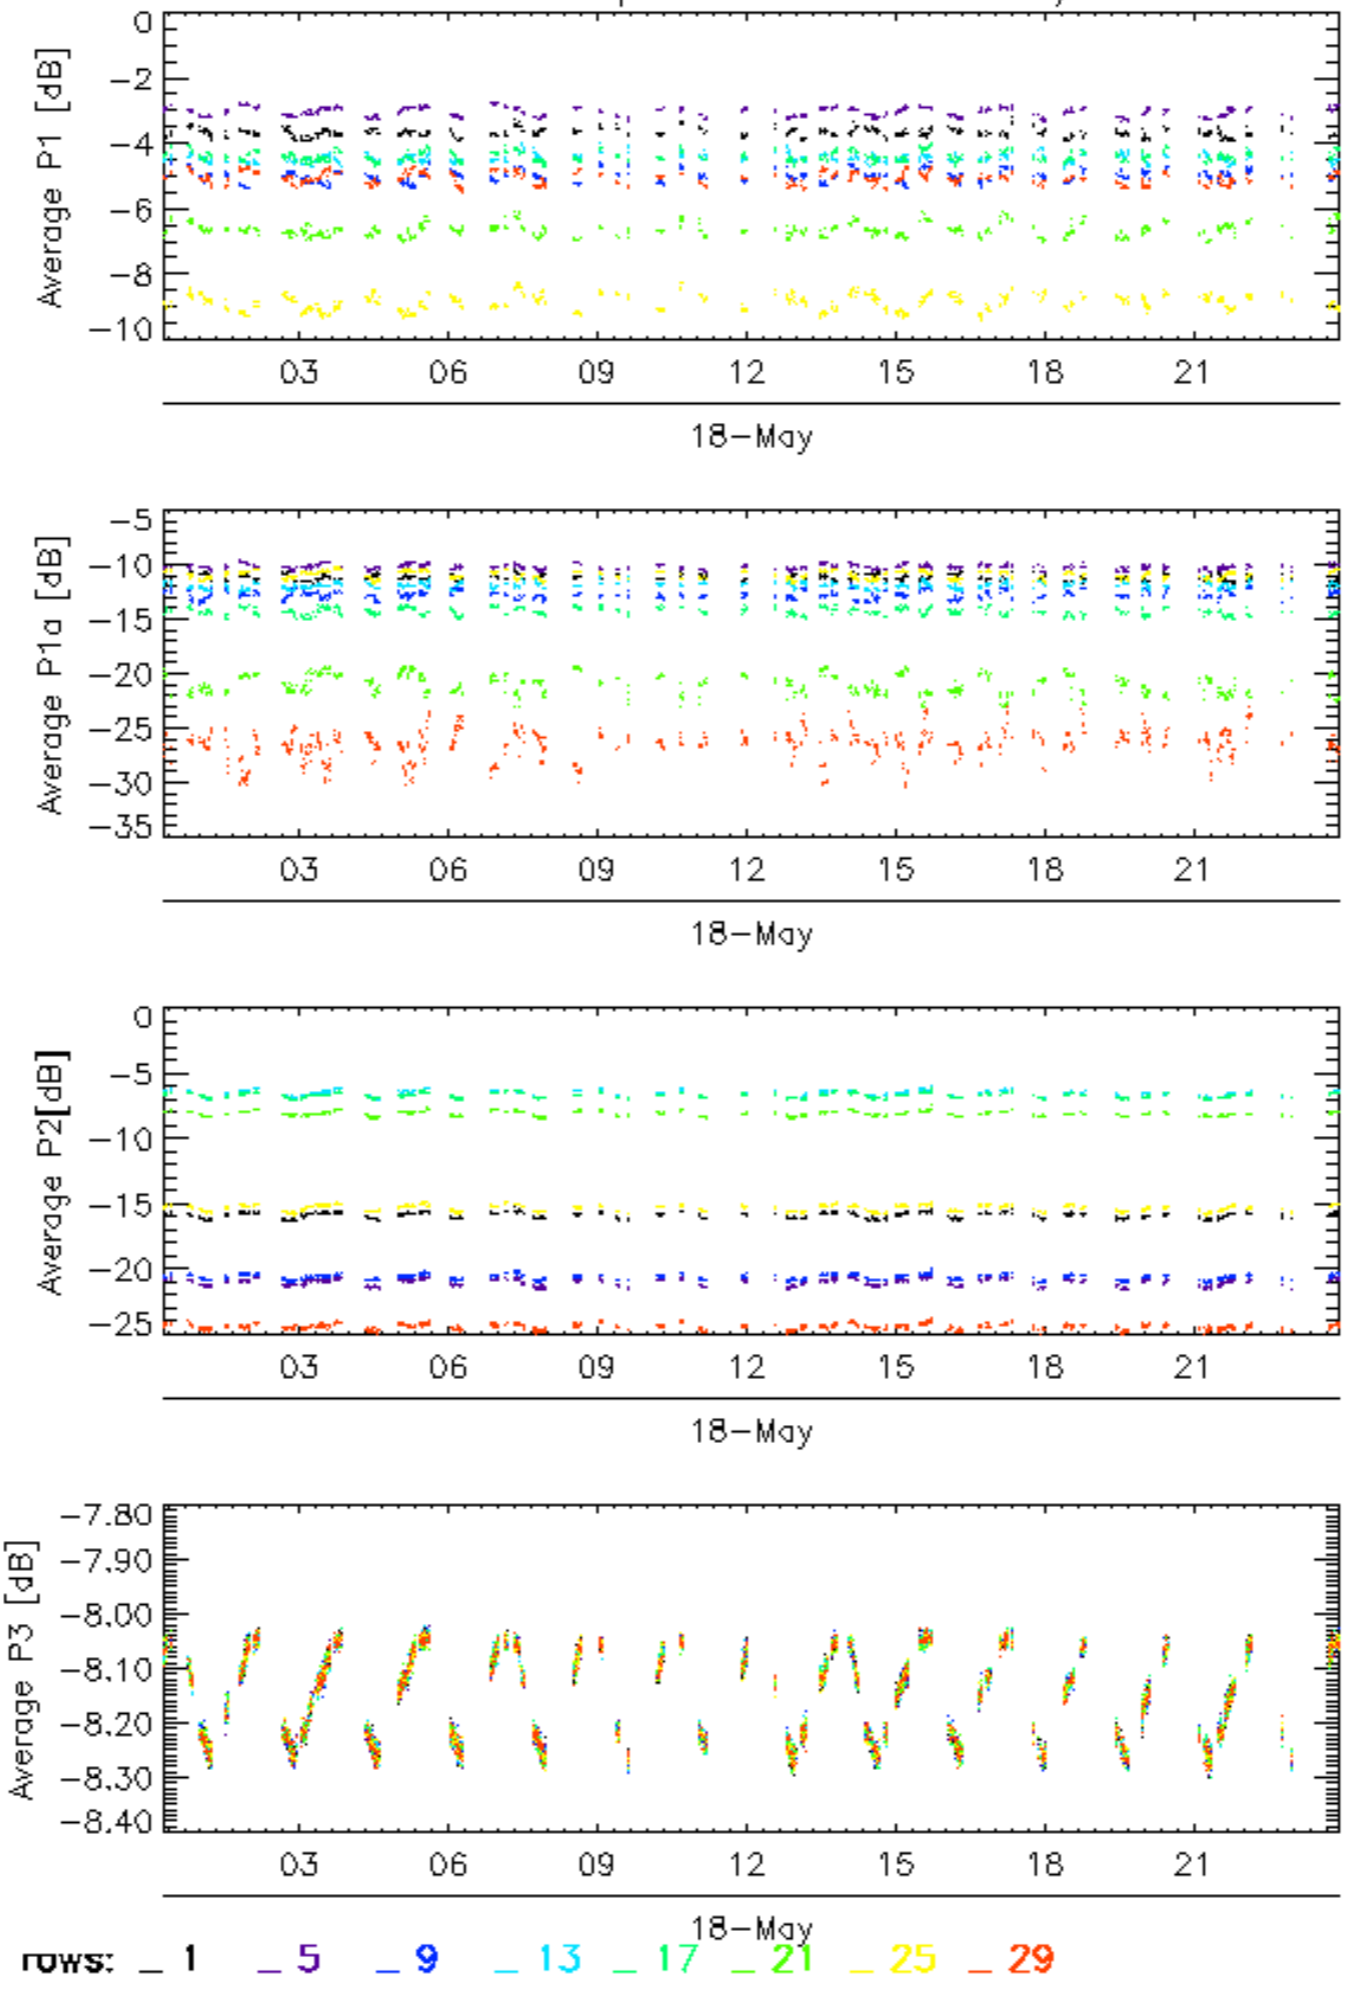 0
−2
−4
−6
−8
−10
Average P1 [dB]
03 06 09 12 15 18 21
18−May
−5
−10
−15
−20
−25
−30
−35
Average P1a [dB]
03 06 09 12 15 18 21
18−May
0
−5
−10
−15
−20
−25
Average P2[dB]
03 06 09 12 15 18 21
18−May
−7.80
−7.90
−8.00
−8.10
−8.20
−8.30
−8.40
Average P3 [dB]
03 06 09 12 15 18 21
18−May
rows: _ 1 _ 5 _ 9 _ 13 _ 17 _ 21 _ 25 _ 29